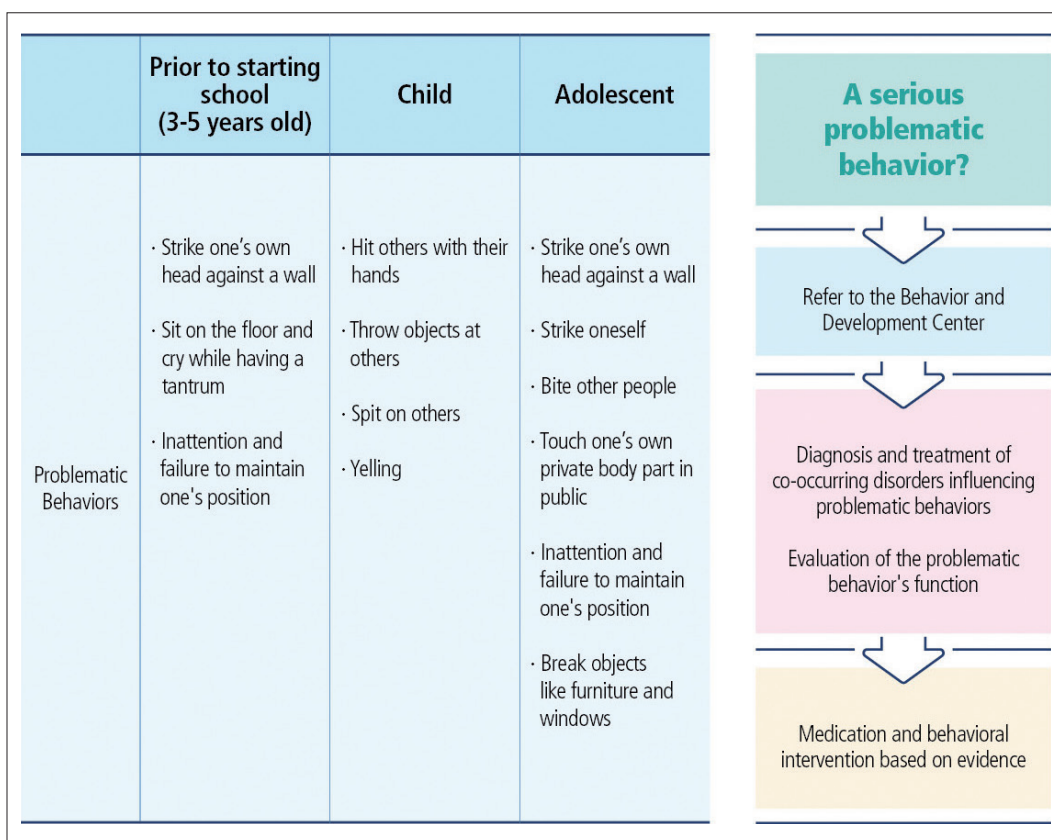 Prior to starting
school
(3-5 years old)
Child
Adolescent
Problematic
Behaviors
· Strike one’s own
head against a wall
· Sit on the floor and
cry while having a
tantrum
· Inattention and
failure to maintain
one's position
· Hit others with their
hands
· Throw objects at
others
· Spit on others
· Yelling
· Strike one’s own
head against a wall
· Strike oneself
· Bite other people
· Touch one’s own
private body part in
public
· Inattention and
failure to maintain
one's position
· Break objects
like furniture and
windows
A serious
problematic
behavior?
Refer to the Behavior and
Development Center
Diagnosis and treatment of
co-occurring disorders influencing
problematic behaviors
Evaluation of the problematic
behavior's function
Medication and behavioral
intervention based on evidence